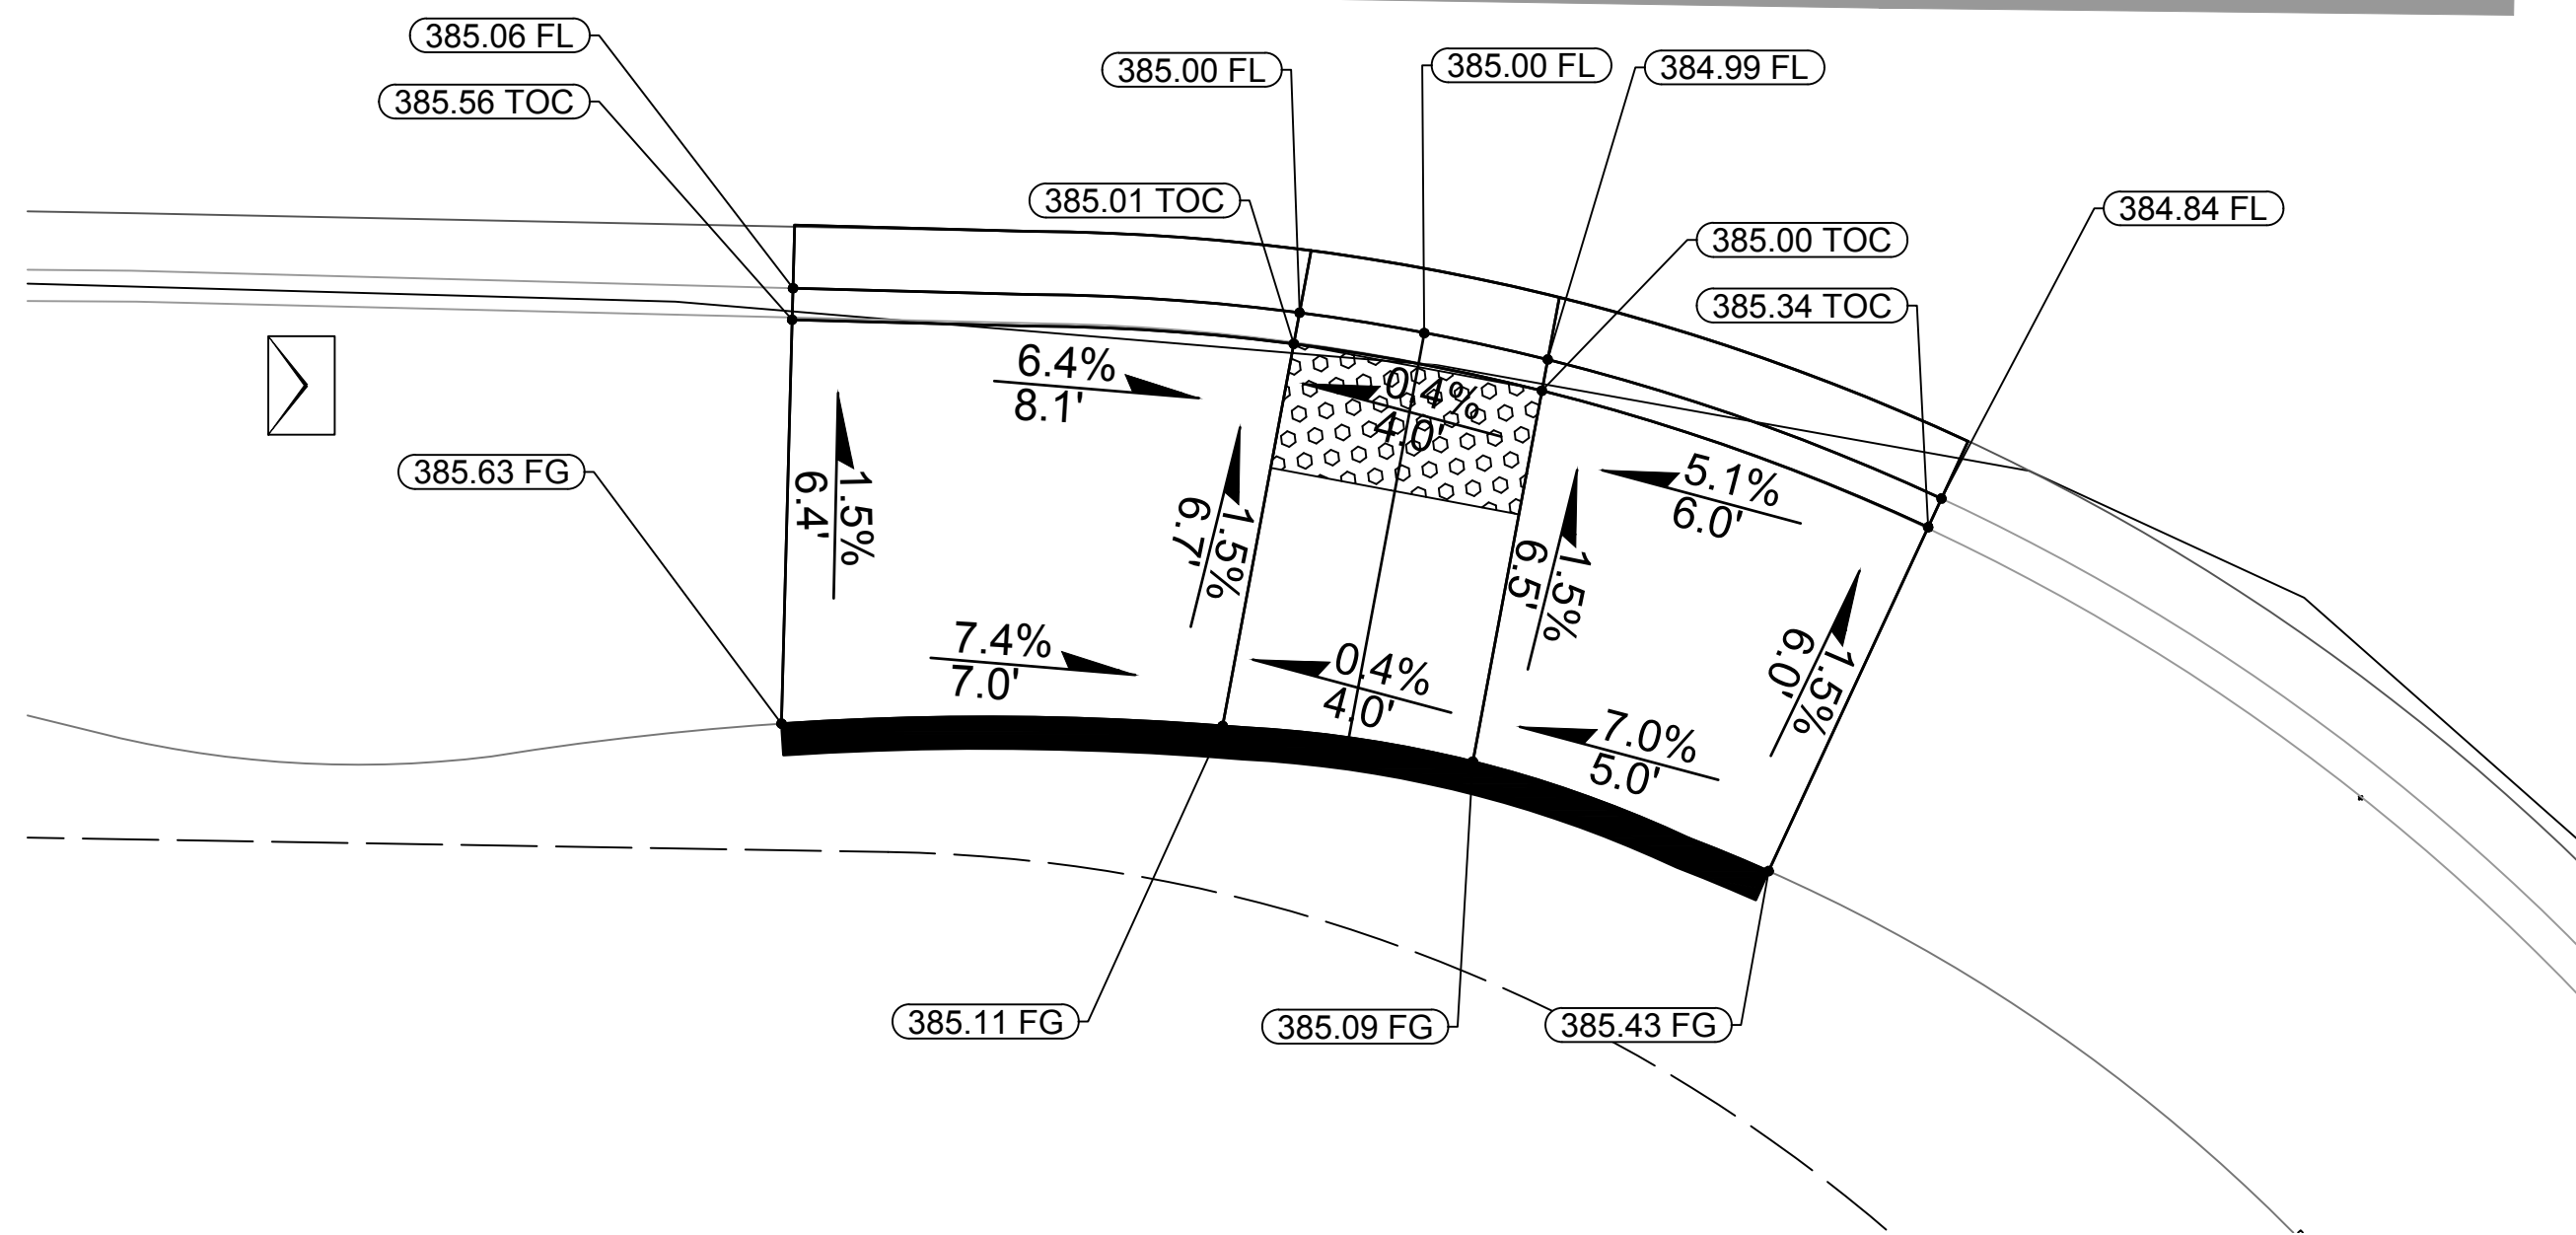 385.06 FL
385.00 FL
385.00 FL
384.99 FL
385.56 TOC
385.01 TOC
384.84 FL
385.00 TOC
385.34 TOC
6.4%
8.1'
0.4%
4.0'
385.63 FG
1.5%
6.4'
1.5%
6.7'
1.5%
6.5'
5.1%
6.0'
1.5%
6.0'
7.4%
7.0'
0.4%
4.0'
7.0%
5.0'
385.11 FG
385.09 FG
385.43 FG